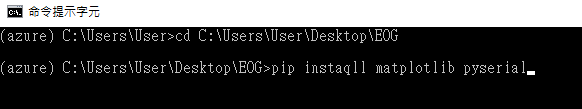 命令提示字元
(azure) C:\Users\User>cd C:\Users\User\Desktop\EOG
(azure) C:\Users\User\Desktop\EOG>pip instaqll matplotlib pyserial